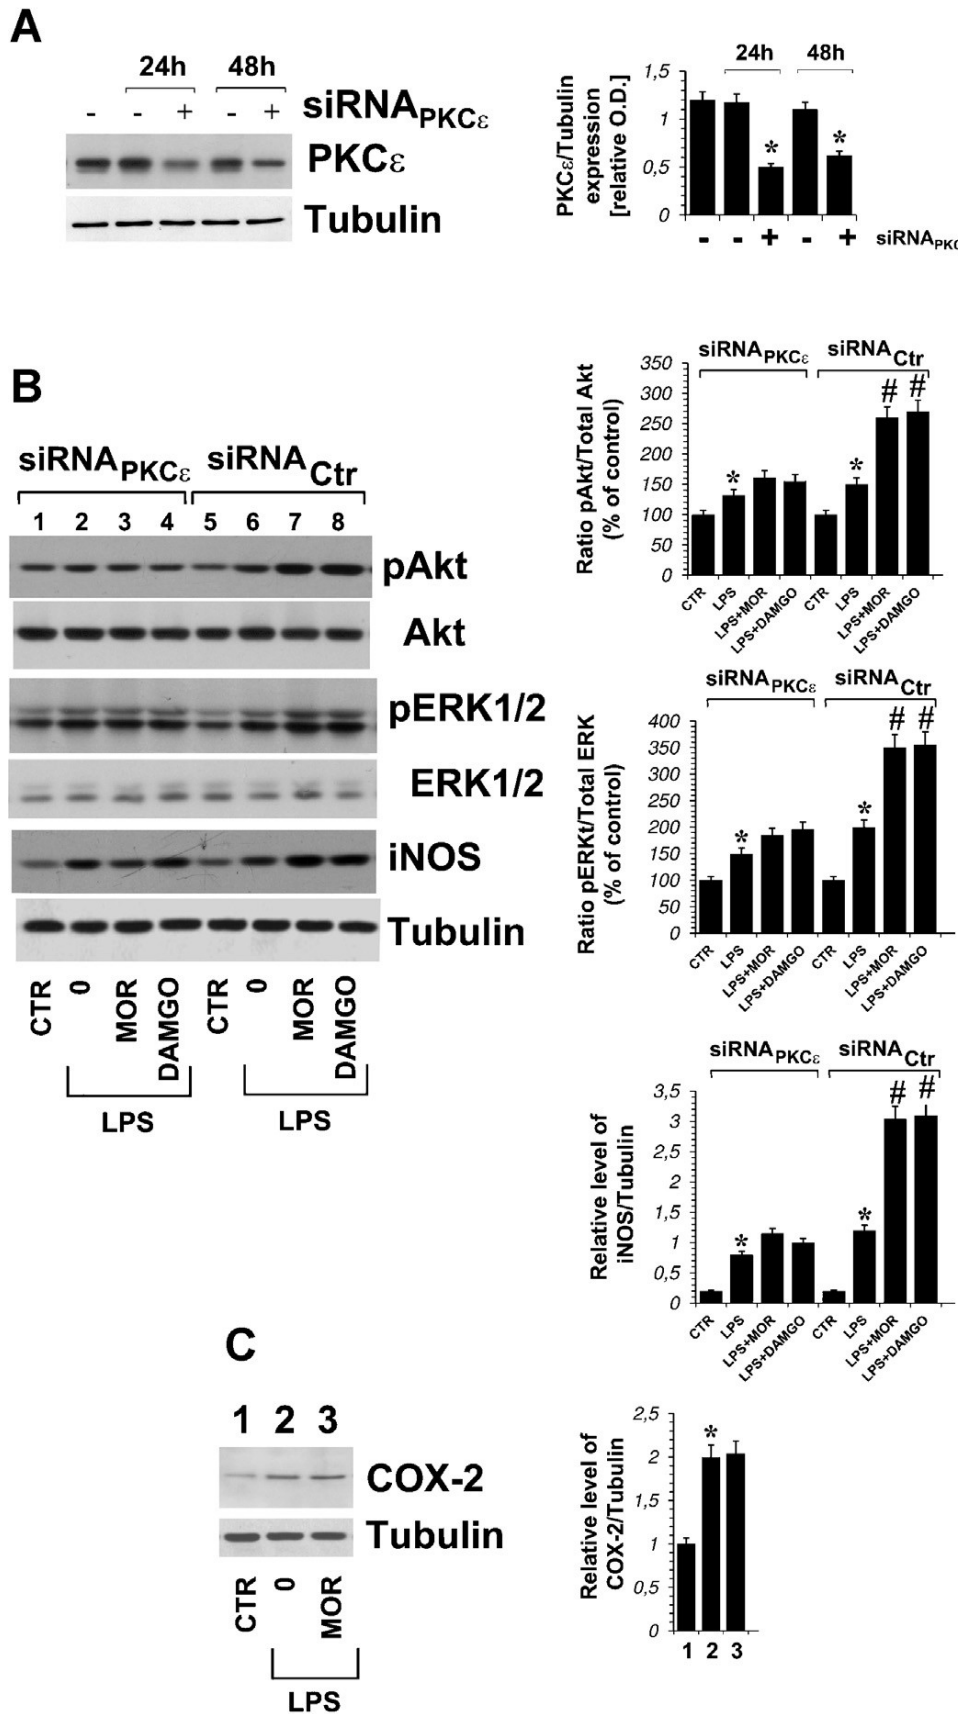 A
24h 48h
- - + - + siRNAPKCε
PKCε
Tubulin
PKCε/Tubulin
expression
[relative O.D.]
24h 48h
1,5
1
0,5
0
- - + - + siRNAPKC
* *
B
siRNAPKCε siRNACtr
1 2 3 4 5 6 7 8
pAkt
Akt
pERK1/2
ERK1/2
iNOS
Tubulin
CTR 0 MOR DAMGO CTR 0 MOR DAMGO
LPS LPS
siRNAPKCε siRNACtr
Ratio pAkt/Total Akt
(% of control)
350
300
250
200
150
100
50
0
* * # #
CTR LPS LPS+MOR LPS+DAMGO CTR LPS LPS+MOR LPS+DAMGO
siRNAPKCε siRNACtr
Ratio pERKt/Total ERK
(% of control)
400
350
300
250
200
150
100
50
0
* * # #
CTR LPS LPS+MOR LPS+DAMGO CTR LPS LPS+MOR LPS+DAMGO
siRNAPKCε siRNACtr
Relative level of
iNOS/Tubulin
3,5
3
2,5
2
1,5
1
0,5
0
* * # #
CTR LPS LPS+MOR LPS+DAMGO CTR LPS LPS+MOR LPS+DAMGO
C
1 2 3
COX-2
Tubulin
CTR 0 MOR
LPS
Relative level of
COX-2/Tubulin
2,5
2
1,5
1
0,5
0
*
1 2 3